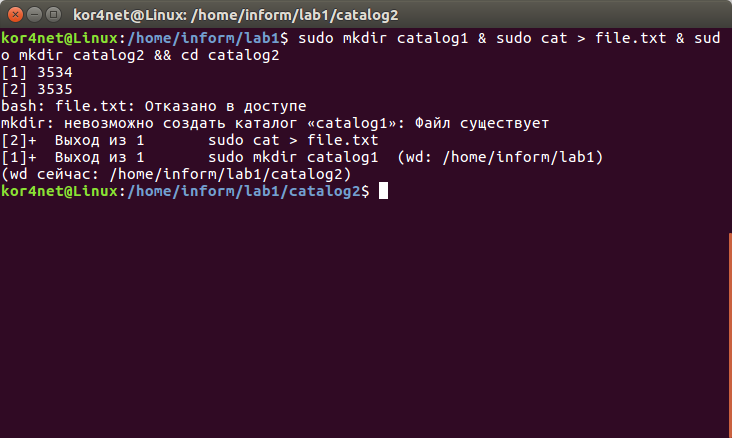 kor4net@Linux: /home/inform/lab1/catalog2
kor4net@Linux:/home/inform/lab1$ sudo mkdir catalog1 & sudo cat > file.txt & sud
o mkdir catalog2 && cd catalog2
[1] 3534
[2] 3535
bash: file.txt: Отказано в доступе
mkdir: невозможно создать каталог «catalog1»: Файл существует
[2]+  Выход из 1       sudo cat > file.txt
[1]+  Выход из 1       sudo mkdir catalog1  (wd: /home/inform/lab1)
(wd сейчас: /home/inform/lab1/catalog2)
kor4net@Linux:/home/inform/lab1/catalog2$